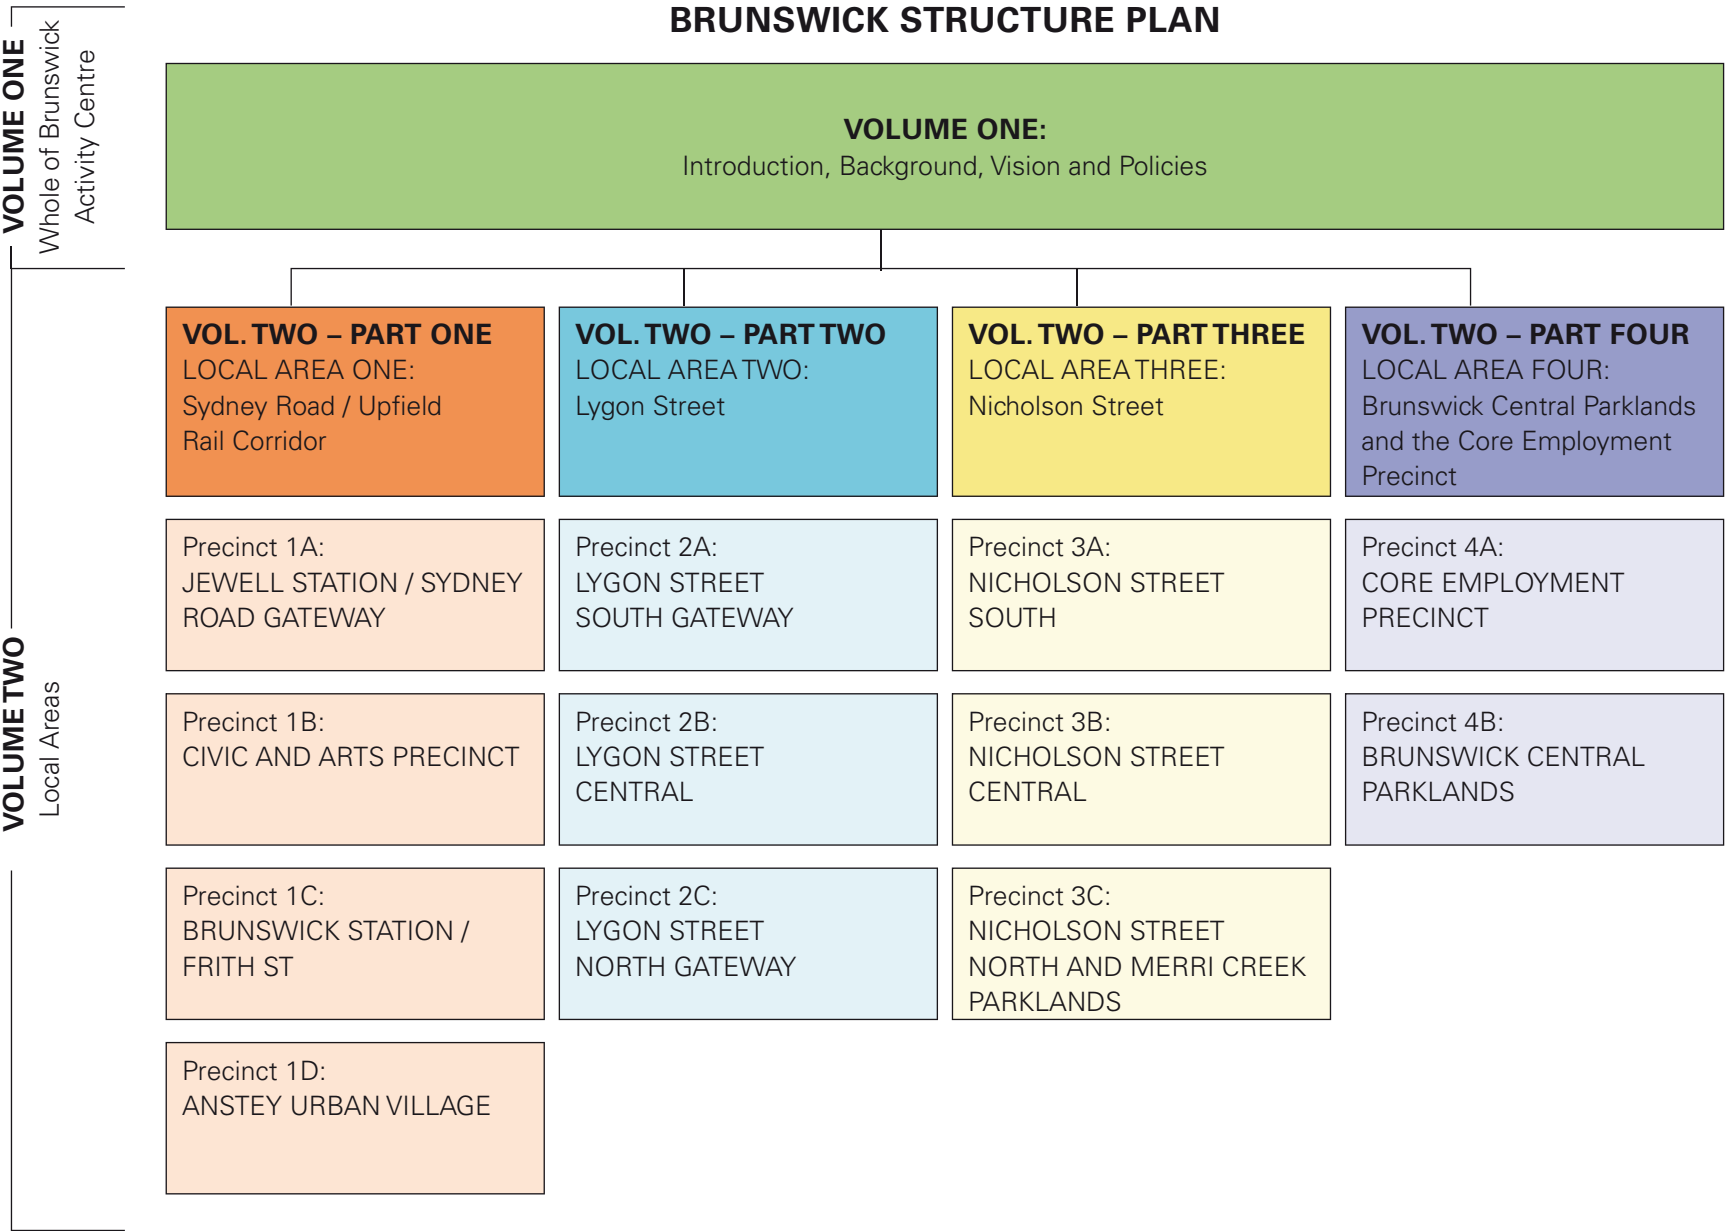 BRUNSWICK STRUCTURE PLAN
VOLUME ONE
Whole of Brunswick
Activity Centre
VOLUME ONE:
Introduction, Background, Vision and Policies
VOLUME TWO
Local Areas
VOL. TWO – PART ONE
LOCAL AREA ONE:
Sydney Road / Upfield
Rail Corridor
Precinct 1A:
JEWELL STATION / SYDNEY
ROAD GATEWAY
Precinct 1B:
CIVIC AND ARTS PRECINCT
Precinct 1C:
BRUNSWICK STATION /
FRITH ST
Precinct 1D:
ANSTEY URBAN VILLAGE
VOL. TWO – PART TWO
LOCAL AREA TWO:
Lygon Street
Precinct 2A:
LYGON STREET
SOUTH GATEWAY
Precinct 2B:
LYGON STREET
CENTRAL
Precinct 2C:
LYGON STREET
NORTH GATEWAY
VOL. TWO – PART THREE
LOCAL AREA THREE:
Nicholson Street
Precinct 3A:
NICHOLSON STREET
SOUTH
Precinct 3B:
NICHOLSON STREET
CENTRAL
Precinct 3C:
NICHOLSON STREET
NORTH AND MERRI CREEK
PARKLANDS
VOL. TWO – PART FOUR
LOCAL AREA FOUR:
Brunswick Central Parklands
and the Core Employment
Precinct
Precinct 4A:
CORE EMPLOYMENT
PRECINCT
Precinct 4B:
BRUNSWICK CENTRAL
PARKLANDS